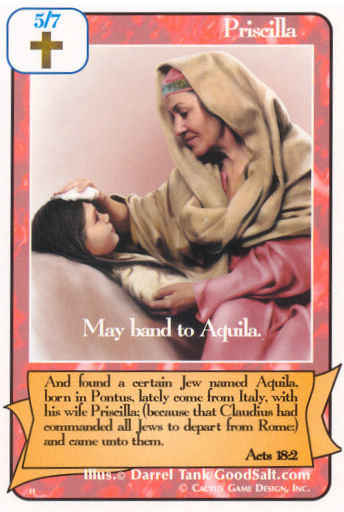 5/7
Priscilla
May band to Aquila.
And found a certain Jew named Aquila,
born in Pontus, lately come from Italy, with
his wife Priscilla; (because that Claudius had
commanded all Jews to depart from Rome:)
and came unto them.
Acts 18:2
Illus.© Darrel Tank/GoodSalt.com
H
© Cactus Game Design, Inc.